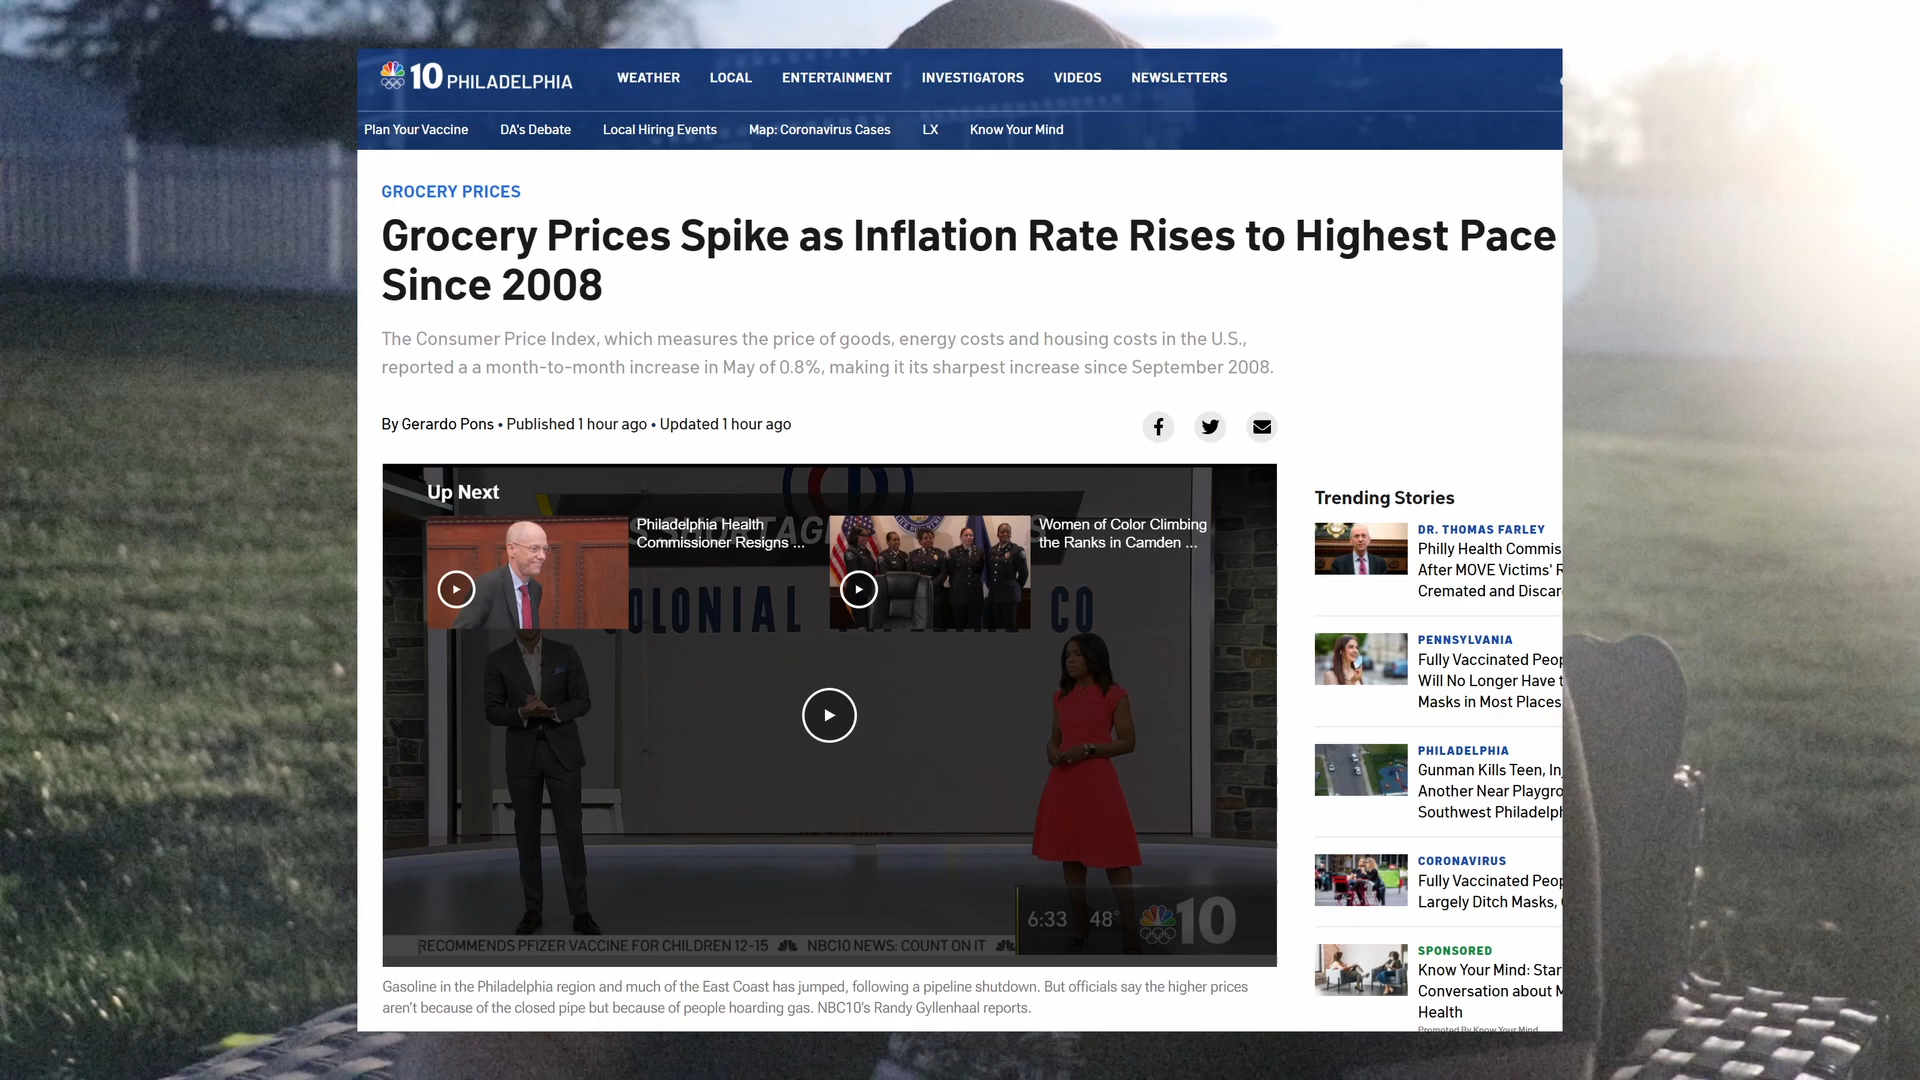 10 PHILADELPHIA
WEATHER LOCAL ENTERTAINMENT INVESTIGATORS VIDEOS NEWSLETTERS
Plan Your Vaccine DA's Debate Local Hiring Events Map: Coronavirus Cases LX Know Your Mind
GROCERY PRICES
Grocery Prices Spike as Inflation Rate Rises to Highest Pace
Since 2008
The Consumer Price Index, which measures the price of goods, energy costs and housing costs in the U.S.,
reported a a month-to-month increase in May of 0.8%, making it its sharpest increase since September 2008.
By Gerardo Pons • Published 1 hour ago • Updated 1 hour ago
Up Next
Philadelphia Health
Commissioner Resigns ...
Women of Color Climbing
the Ranks in Camden ...
CO
6:33 48° 10
RECOMMENDS PFIZER VACCINE FOR CHILDREN 12-15 NBC10 NEWS: COUNT ON IT
Gasoline in the Philadelphia region and much of the East Coast has jumped, following a pipeline shutdown. But officials say the higher prices
aren't because of the closed pipe but because of people hoarding gas. NBC10's Randy Gyllenhaal reports.
Trending Stories
DR. THOMAS FARLEY
Philly Health Commis
After MOVE Victims' R
Cremated and Discar
PENNSYLVANIA
Fully Vaccinated Peop
Will No Longer Have t
Masks in Most Places
PHILADELPHIA
Gunman Kills Teen, In
Another Near Playgro
Southwest Philadelph
CORONAVIRUS
Fully Vaccinated Peop
Largely Ditch Masks,
SPONSORED
Know Your Mind: Star
Conversation about M
Health
Promoted By Know Your Mind